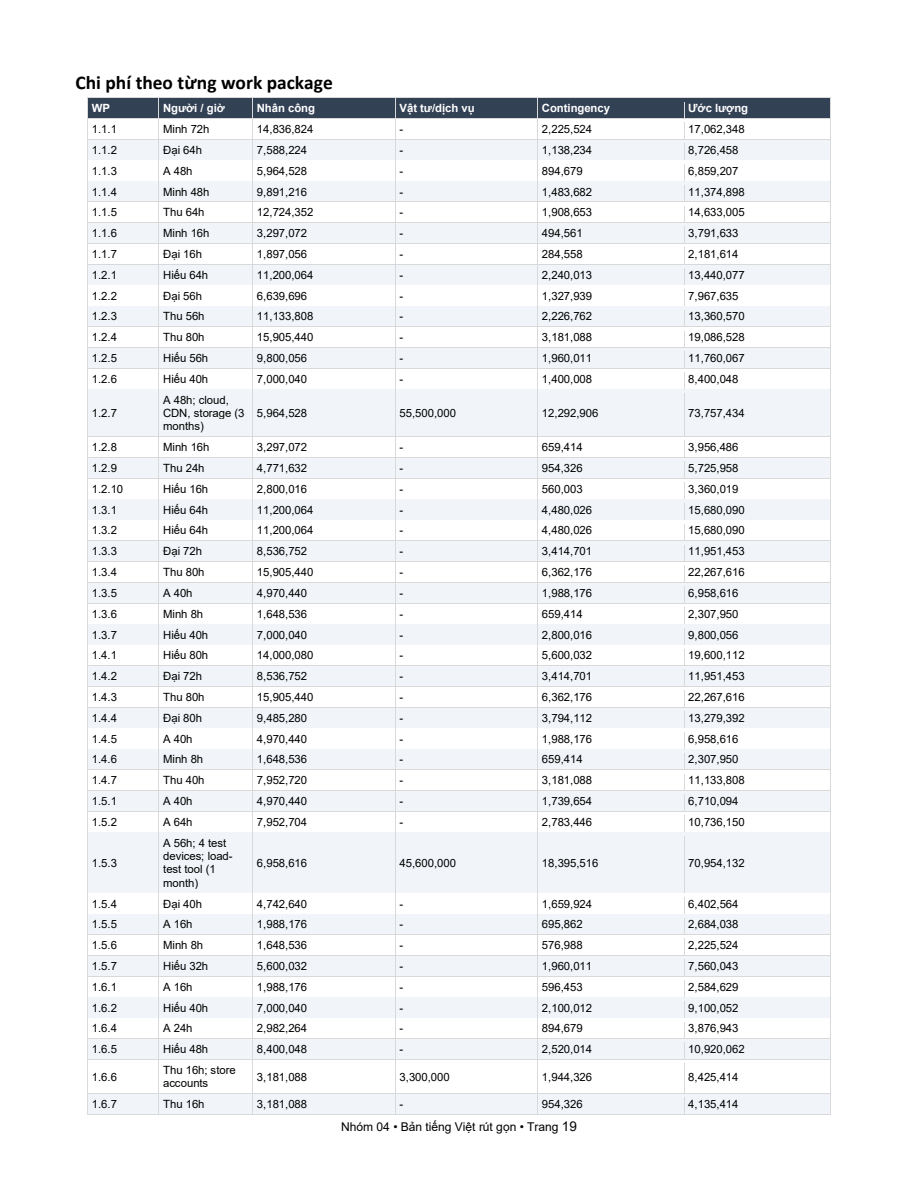 Chi phí theo từng work package
WP Người / giờ Nhân công Vật tư/dịch vụ Contingency Ước lượng
1.1.1 Minh 72h 14,836,824 - 2,225,524 17,062,348
1.1.2 Đại 64h 7,588,224 - 1,138,234 8,726,458
1.1.3 A 48h 5,964,528 - 894,679 6,859,207
1.1.4 Minh 48h 9,891,216 - 1,483,682 11,374,898
1.1.5 Thu 64h 12,724,352 - 1,908,653 14,633,005
1.1.6 Minh 16h 3,297,072 - 494,561 3,791,633
1.1.7 Đại 16h 1,897,056 - 284,558 2,181,614
1.2.1 Hiếu 64h 11,200,064 - 2,240,013 13,440,077
1.2.2 Đại 56h 6,639,696 - 1,327,939 7,967,635
1.2.3 Thu 56h 11,133,808 - 2,226,762 13,360,570
1.2.4 Thu 80h 15,905,440 - 3,181,088 19,086,528
1.2.5 Hiếu 56h 9,800,056 - 1,960,011 11,760,067
1.2.6 Hiếu 40h 7,000,040 - 1,400,008 8,400,048
1.2.7 A 48h; cloud,
CDN, storage (3
months) 5,964,528 55,500,000 12,292,906 73,757,434
1.2.8 Minh 16h 3,297,072 - 659,414 3,956,486
1.2.9 Thu 24h 4,771,632 - 954,326 5,725,958
1.2.10 Hiếu 16h 2,800,016 - 560,003 3,360,019
1.3.1 Hiếu 64h 11,200,064 - 4,480,026 15,680,090
1.3.2 Hiếu 64h 11,200,064 - 4,480,026 15,680,090
1.3.3 Đại 72h 8,536,752 - 3,414,701 11,951,453
1.3.4 Thu 80h 15,905,440 - 6,362,176 22,267,616
1.3.5 A 40h 4,970,440 - 1,988,176 6,958,616
1.3.6 Minh 8h 1,648,536 - 659,414 2,307,950
1.3.7 Hiếu 40h 7,000,040 - 2,800,016 9,800,056
1.4.1 Hiếu 80h 14,000,080 - 5,600,032 19,600,112
1.4.2 Đại 72h 8,536,752 - 3,414,701 11,951,453
1.4.3 Thu 80h 15,905,440 - 6,362,176 22,267,616
1.4.4 Đại 80h 9,485,280 - 3,794,112 13,279,392
1.4.5 A 40h 4,970,440 - 1,988,176 6,958,616
1.4.6 Minh 8h 1,648,536 - 659,414 2,307,950
1.4.7 Thu 40h 7,952,720 - 3,181,088 11,133,808
1.5.1 A 40h 4,970,440 - 1,739,654 6,710,094
1.5.2 A 64h 7,952,704 - 2,783,446 10,736,150
1.5.3 A 56h; 4 test
devices; load-
test tool (1
month) 6,958,616 45,600,000 18,395,516 70,954,132
1.5.4 Đại 40h 4,742,640 - 1,659,924 6,402,564
1.5.5 A 16h 1,988,176 - 695,862 2,684,038
1.5.6 Minh 8h 1,648,536 - 576,988 2,225,524
1.5.7 Hiếu 32h 5,600,032 - 1,960,011 7,560,043
1.6.1 A 16h 1,988,176 - 596,453 2,584,629
1.6.2 Hiếu 40h 7,000,040 - 2,100,012 9,100,052
1.6.4 A 24h 2,982,264 - 894,679 3,876,943
1.6.5 Hiếu 48h 8,400,048 - 2,520,014 10,920,062
1.6.6 Thu 16h; store
accounts 3,181,088 3,300,000 1,944,326 8,425,414
1.6.7 Thu 16h 3,181,088 - 954,326 4,135,414
Nhóm 04 • Bản tiếng Việt rút gọn • Trang 19